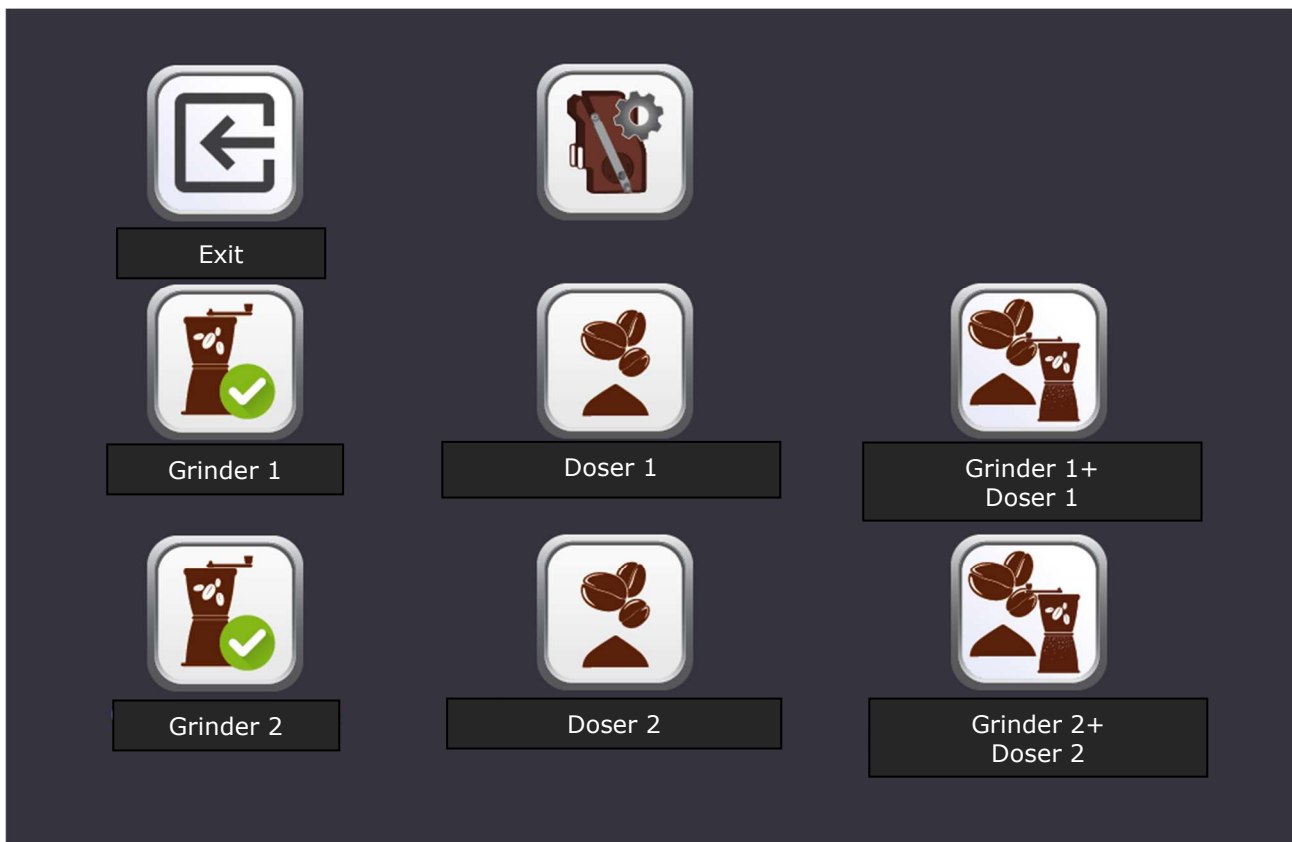 Exit
Grinder 1
Doser 1
Grinder 1+
Doser 1
Grinder 2
Doser 2
Grinder 2+
Doser 2